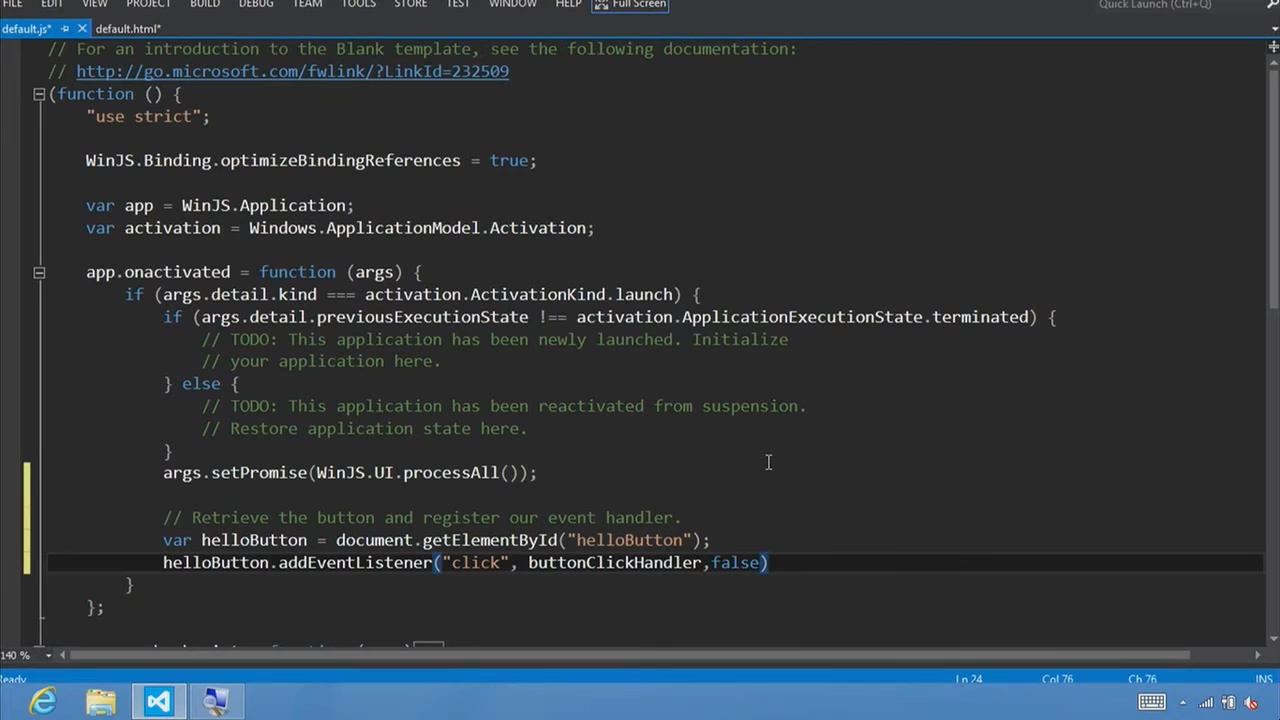 FILE EDIT VIEW PROJECT BUILD DEBUG TEAM TOOLS STORE TEST WINDOW HELP Full Screen Quick Launch (Ctrl+Q)
default.js* default.html*
// For an introduction to the Blank template, see the following documentation:
// http://go.microsoft.com/fwlink/?LinkId=232509
(function () {
"use strict";
WinJS.Binding.optimizeBindingReferences = true;
var app = WinJS.Application;
var activation = Windows.ApplicationModel.Activation;
app.onactivated = function (args) {
if (args.detail.kind === activation.ActivationKind.launch) {
if (args.detail.previousExecutionState !== activation.ApplicationExecutionState.terminated) {
// TODO: This application has been newly launched. Initialize
// your application here.
} else {
// TODO: This application has been reactivated from suspension.
// Restore application state here.
}
args.setPromise(WinJS.UI.processAll());
// Retrieve the button and register our event handler.
var helloButton = document.getElementById("helloButton");
helloButton.addEventListener("click", buttonClickHandler,false)
}
};
140 %
Ready Ln 24 Col 76 Ch 76 INS